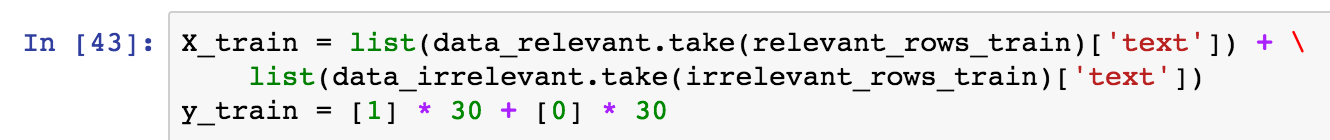 In [43]: X_train = list(data_relevant.take(relevant_rows_train)['text']) + \
    list(data_irrelevant.take(irrelevant_rows_train)['text'])
y_train = [1] * 30 + [0] * 30